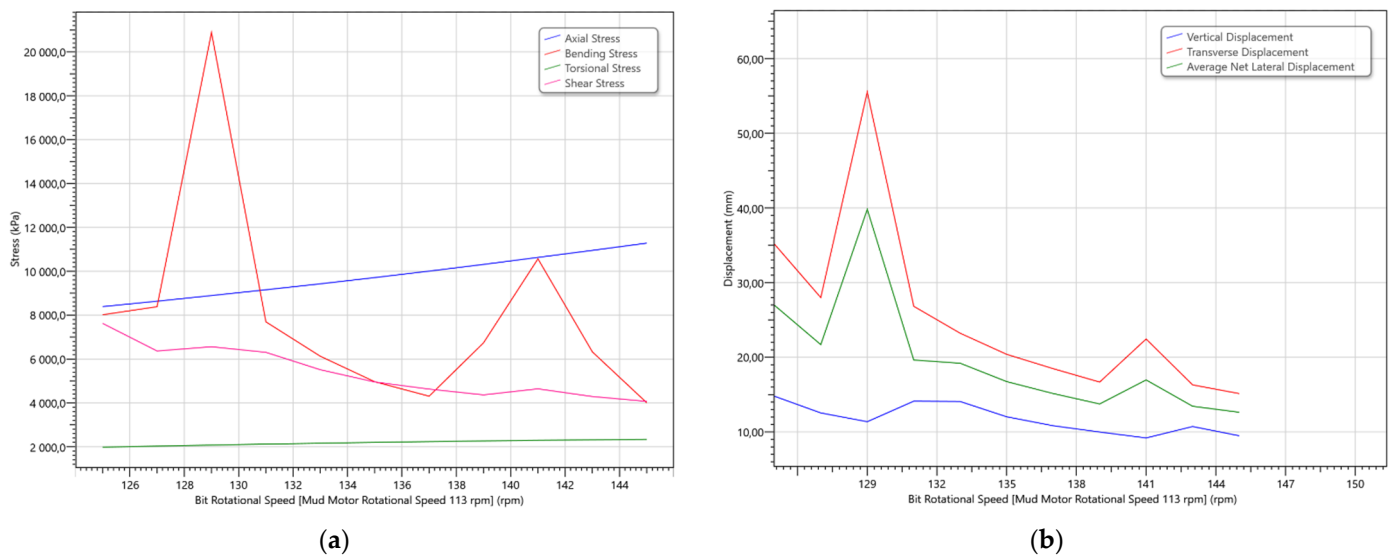 Axial Stress
Bending Stress
Torsional Stress
Shear Stress
20 000,0
18 000,0
16 000,0
14 000,0
12 000,0
10 000,0
8 000,0
6 000,0
4 000,0
2 000,0
Stress (kPa)
126 128 130 132 134 136 138 140 142 144
Bit Rotational Speed [Mud Motor Rotational Speed 113 rpm] (rpm)
(a)
Vertical Displacement
Transverse Displacement
Average Net Lateral Displacement
60,00
50,00
40,00
30,00
20,00
10,00
Displacement (mm)
129 132 135 138 141 144 147 150
Bit Rotational Speed [Mud Motor Rotational Speed 113 rpm] (rpm)
(b)